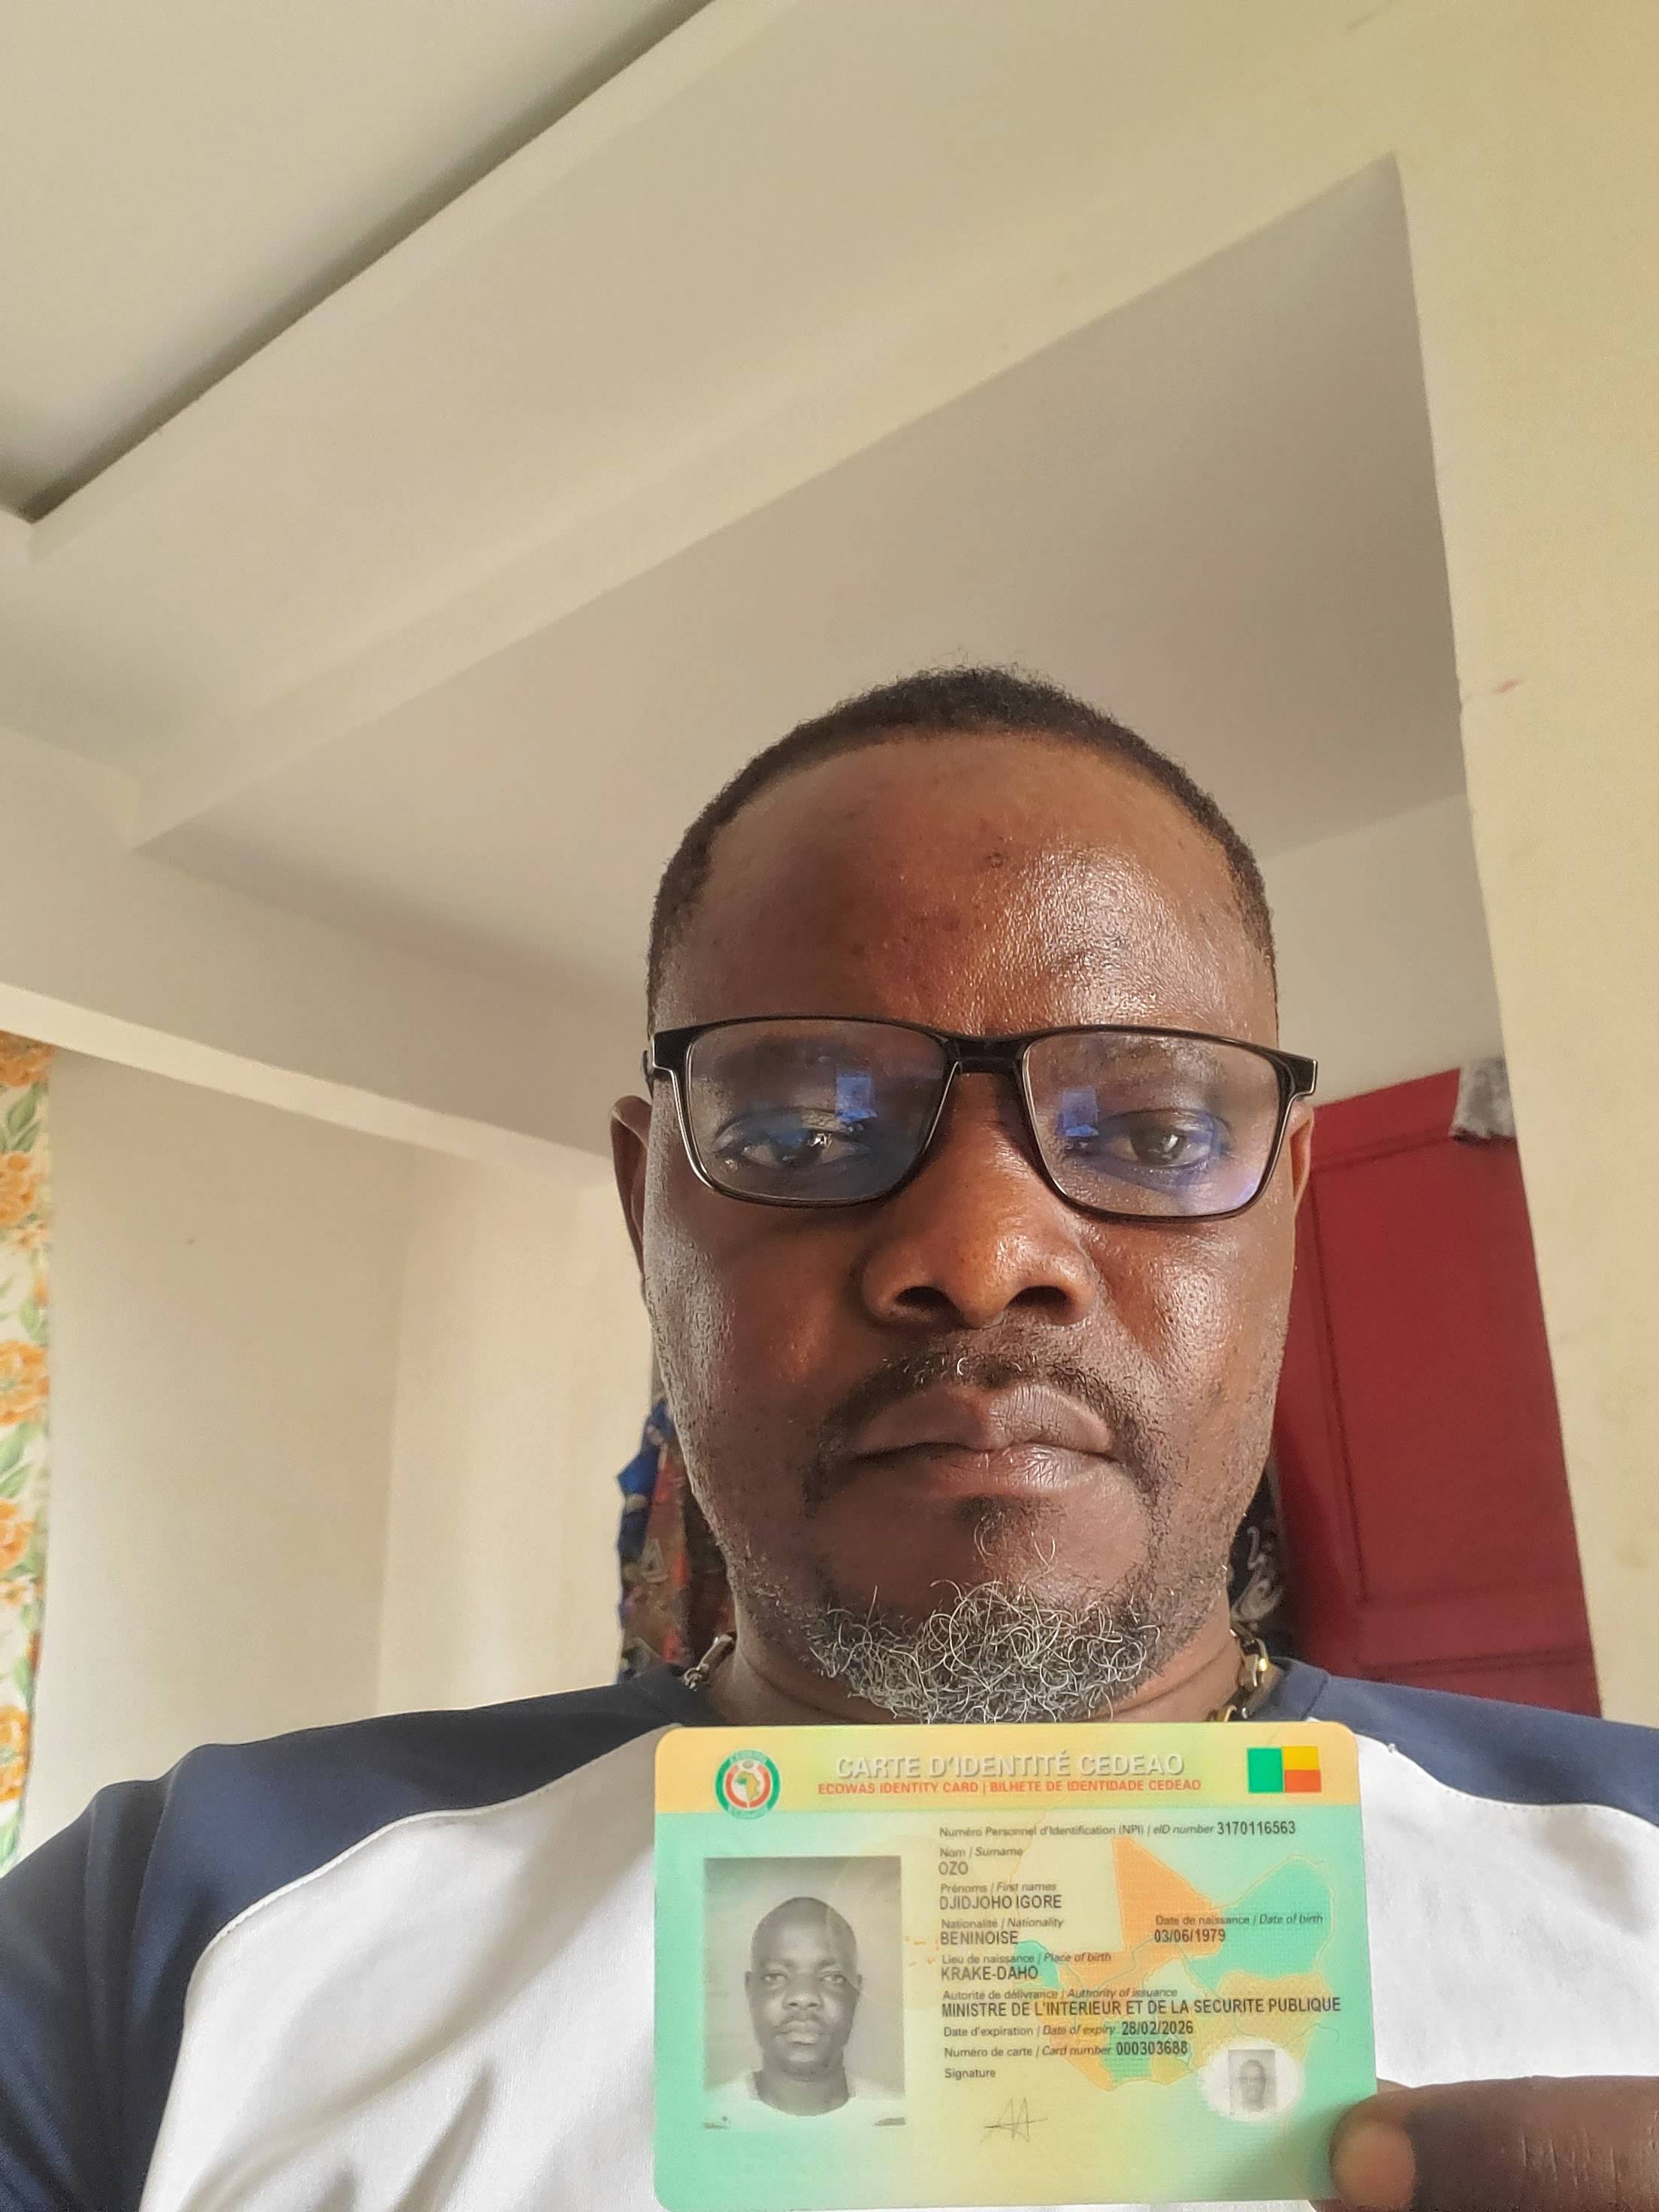 CARTE D'IDENTITÉ CEDEAO
ECOWAS IDENTITY CARD | BILHETE DE IDENTIDADE CEDEAO
Numéro Personnel d'Identification (NPI) / eID number 3170116563
Nom / Surname
OZO
Prénoms / First names
DJIDJOHO IGORE
Nationalité / Nationality
BENINOISE
Date de naissance / Date of birth
03/06/1979
Lieu de naissance / Place of birth
KRAKE-DAHO
Autorité de délivrance / Authority of issuance
MINISTRE DE L'INTERIEUR ET DE LA SECURITE PUBLIQUE
Date d'expiration / Date of expiry 28/02/2026
Numéro de carte / Card number 000303688
Signature